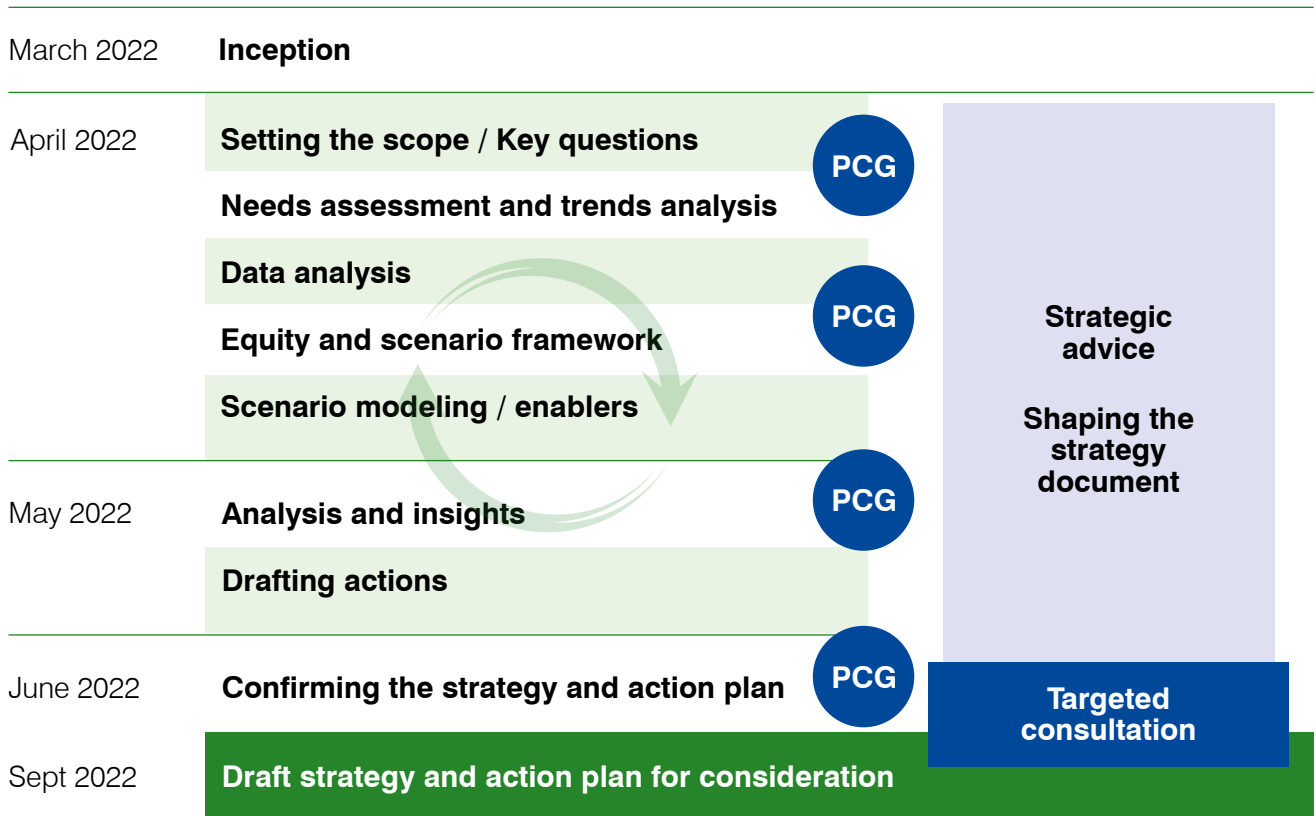 March 2022
Inception
April 2022
Setting the scope / Key questions
PCG
Needs assessment and trends analysis
Data analysis
PCG
Equity and scenario framework
Scenario modeling / enablers
Strategic
advice
Shaping the
strategy
document
May 2022
Analysis and insights
PCG
Drafting actions
June 2022
Confirming the strategy and action plan
PCG
Targeted
consultation
Sept 2022
Draft strategy and action plan for consideration